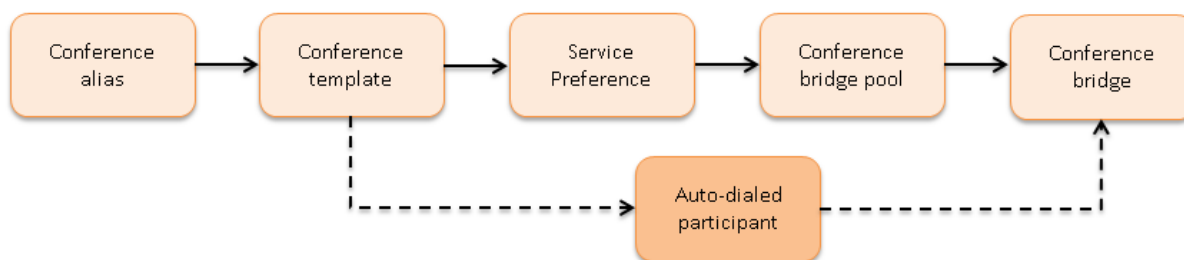 Conference
alias
Conference
template
Service
Preference
Conference
bridge pool
Conference
bridge
Auto-dialed
participant